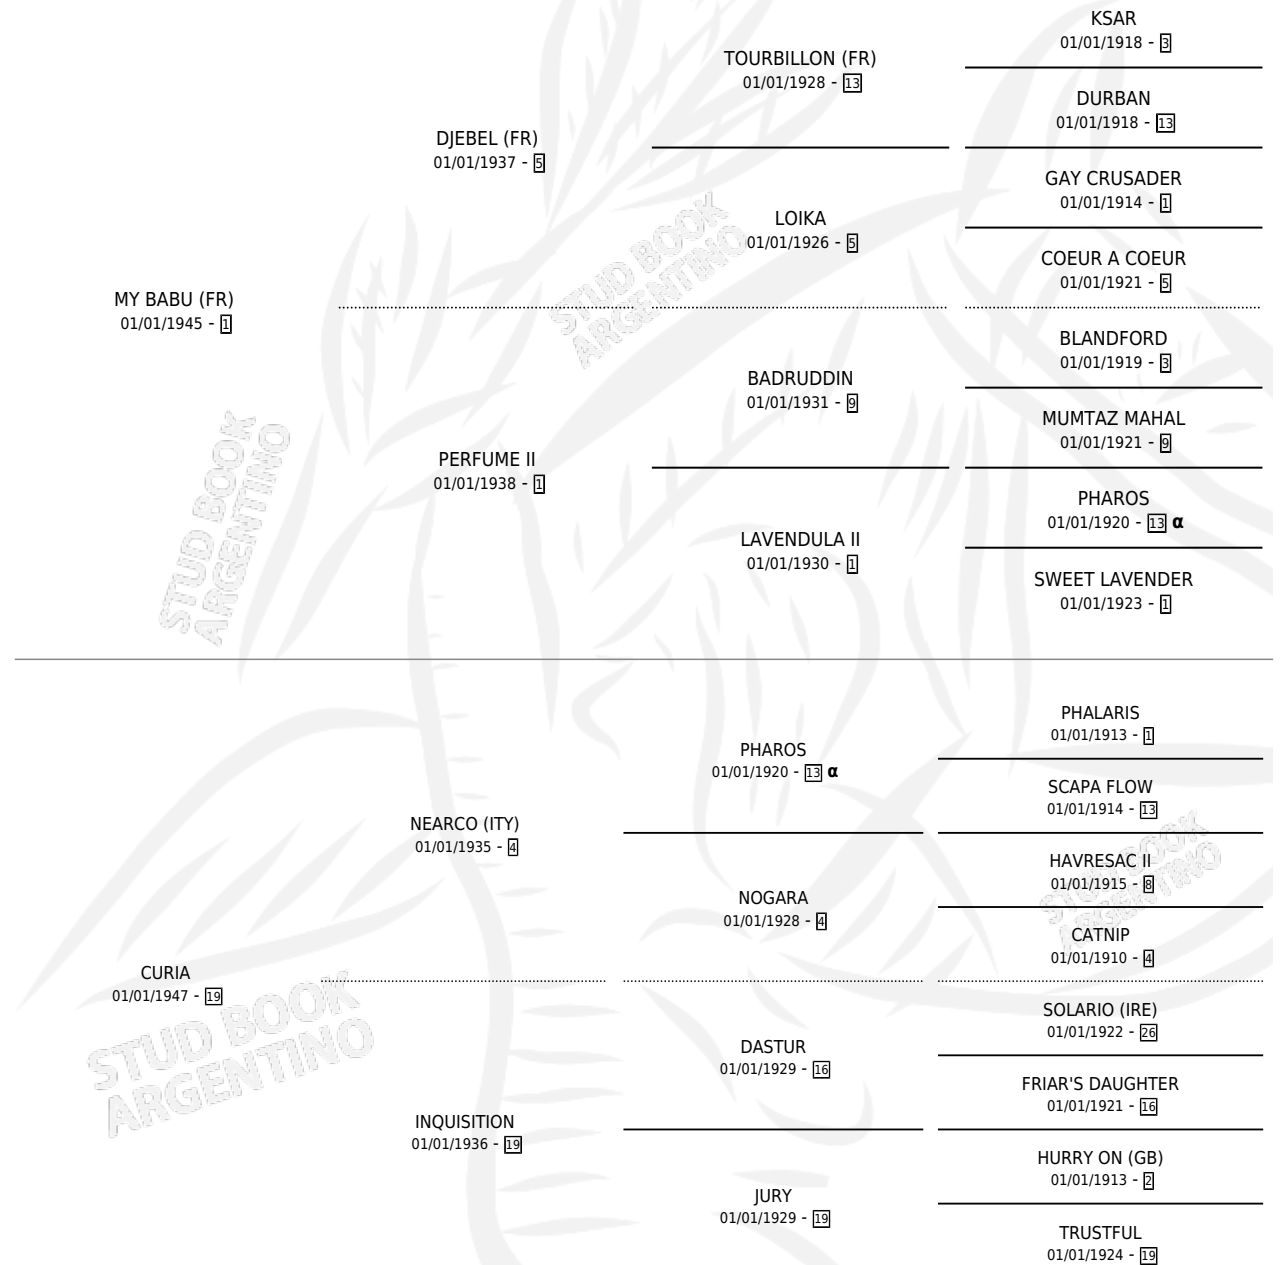 KSAR
01/01/1918 - 3
TOURBILLON (FR)
01/01/1928 - 13
DURBAN
01/01/1918 - 13
DJEBEL (FR)
01/01/1937 - 5
GAY CRUSADER
01/01/1914 - 1
LOIKA
01/01/1926 - 5
COEUR A COEUR
01/01/1921 - 5
MY BABU (FR)
01/01/1945 - 1
BLANDFORD
01/01/1919 - 3
BADRUDDIN
01/01/1931 - 9
MUMTAZ MAHAL
01/01/1921 - 9
PERFUME II
01/01/1938 - 1
PHAROS
01/01/1920 - 13 α
LAVENDULA II
01/01/1930 - 1
SWEET LAVENDER
01/01/1923 - 1
STUD BOOK
ARGENTINO
STUD BOOK
ARGENTINO
PHALARIS
01/01/1913 - 1
PHAROS
01/01/1920 - 13 α
SCAPA FLOW
01/01/1914 - 13
NEARCO (ITY)
01/01/1935 - 4
HAVRESAC II
01/01/1915 - 8
NOGARA
01/01/1928 - 4
CATNIP
01/01/1910 - 4
STUD BOOK
ARGENTINO
CURIA
01/01/1947 - 19
SOLARIO (IRE)
01/01/1922 - 26
DASTUR
01/01/1929 - 16
FRIAR'S DAUGHTER
01/01/1921 - 16
INQUISITION
01/01/1936 - 19
HURRY ON (GB)
01/01/1913 - 2
JURY
01/01/1929 - 19
TRUSTFUL
01/01/1924 - 19
STUD BOOK
ARGENTINO